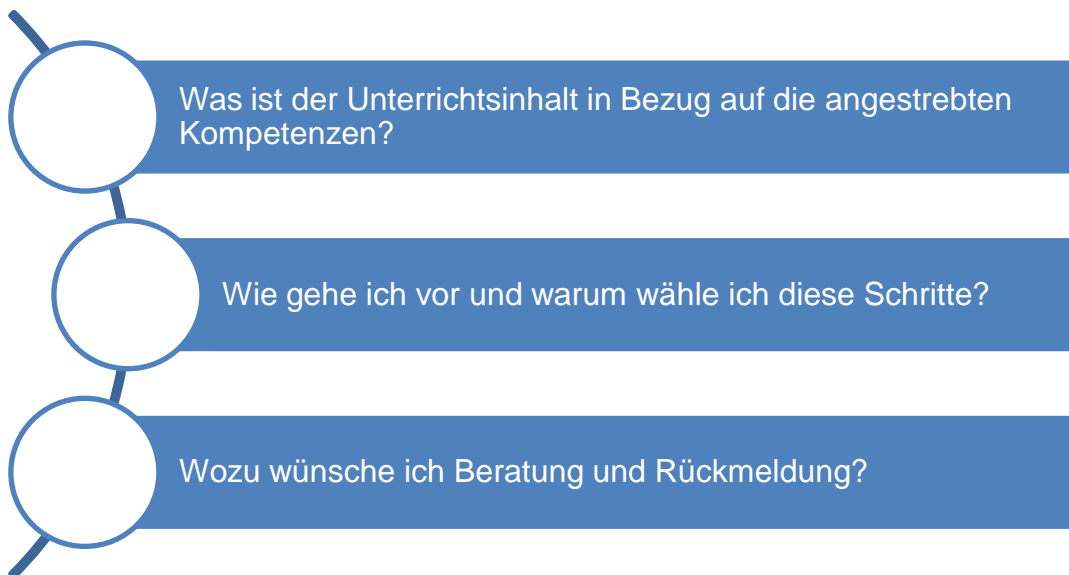 Was ist der Unterrichtsinhalt in Bezug auf die angestrebten
Kompetenzen?
Wie gehe ich vor und warum wähle ich diese Schritte?
Wozu wünsche ich Beratung und Rückmeldung?